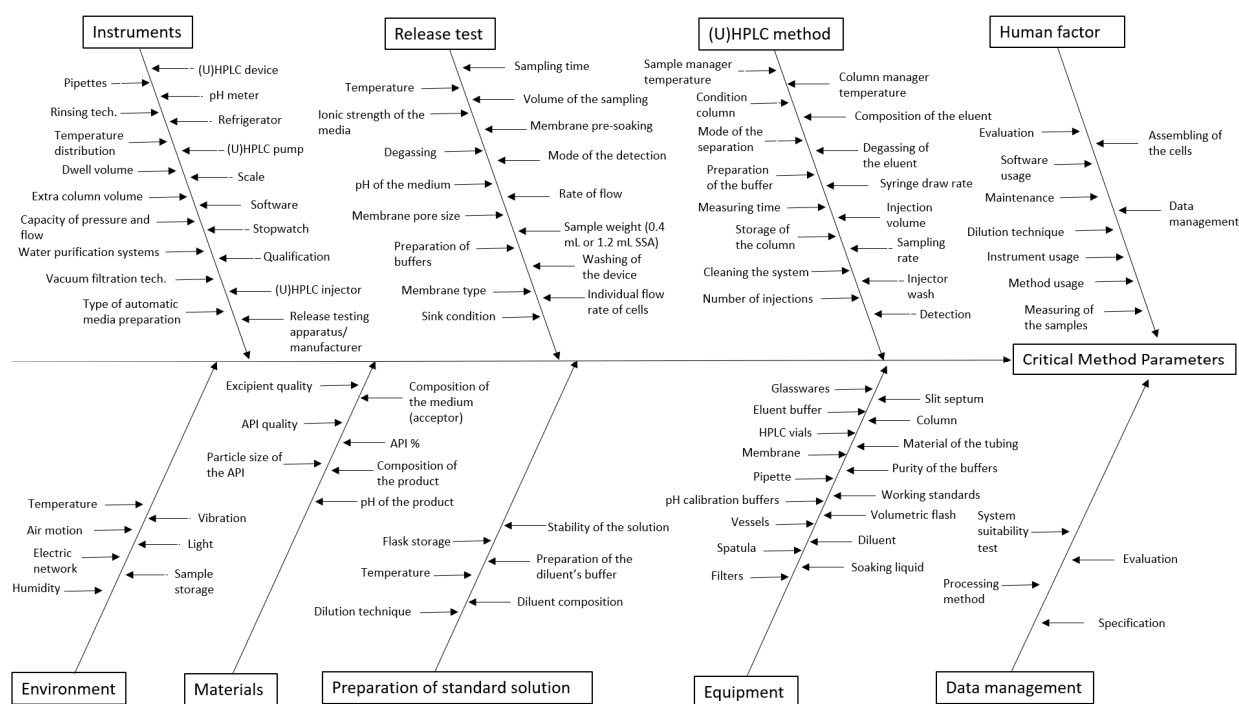 Instruments
(U)HPLC device
Pipettes
pH meter
Rinsing tech.
Refrigerator
Temperature
distribution
(U)HPLC pump
Dwell volume
Scale
Extra column volume
Software
Capacity of pressure and
flow
Stopwatch
Water purification systems
Qualification
Vacuum filtration tech.
(U)HPLC injector
Type of automatic
media preparation
Release testing
apparatus/
manufacturer
Release test
Sampling time
Temperature
Volume of the sampling
Ionic strength of the
media
Membrane pre-soaking
Degassing
Mode of the detection
pH of the medium
Rate of flow
Membrane pore size
Sample weight (0.4
mL or 1.2 mL SSA)
Preparation of
buffers
Washing of
the device
Membrane type
Individual flow
rate of cells
Sink condition
(U)HPLC method
Sample manager
temperature
Column manager
temperature
Condition
column
Composition of the eluent
Mode of the
separation
Degassing of
the eluent
Preparation
of the buffer
Syringe draw rate
Measuring time
Injection
volume
Storage of
the column
Sampling
rate
Cleaning the system
Injector
wash
Number of injections
Detection
Human factor
Evaluation
Assembling of
the cells
Software
usage
Maintenance
Data
management
Dilution technique
Instrument usage
Method usage
Measuring of
the samples
Critical Method Parameters
Temperature
Vibration
Air motion
Light
Electric
network
Sample
storage
Humidity
Environment
Excipient quality
Composition of
the medium
(acceptor)
API quality
API %
Particle size of
the API
Composition of
the product
pH of the product
Materials
Stability of the solution
Flask storage
Preparation of the
diluent's buffer
Temperature
Diluent composition
Dilution technique
Preparation of standard solution
Glasswares
Slit septum
Eluent buffer
Column
HPLC vials
Material of the tubing
Membrane
Purity of the buffers
Pipette
Working standards
pH calibration buffers
Volumetric flash
Vessels
Diluent
Spatula
Soaking liquid
Filters
Equipment
System
suitability
test
Evaluation
Processing
method
Specification
Data management